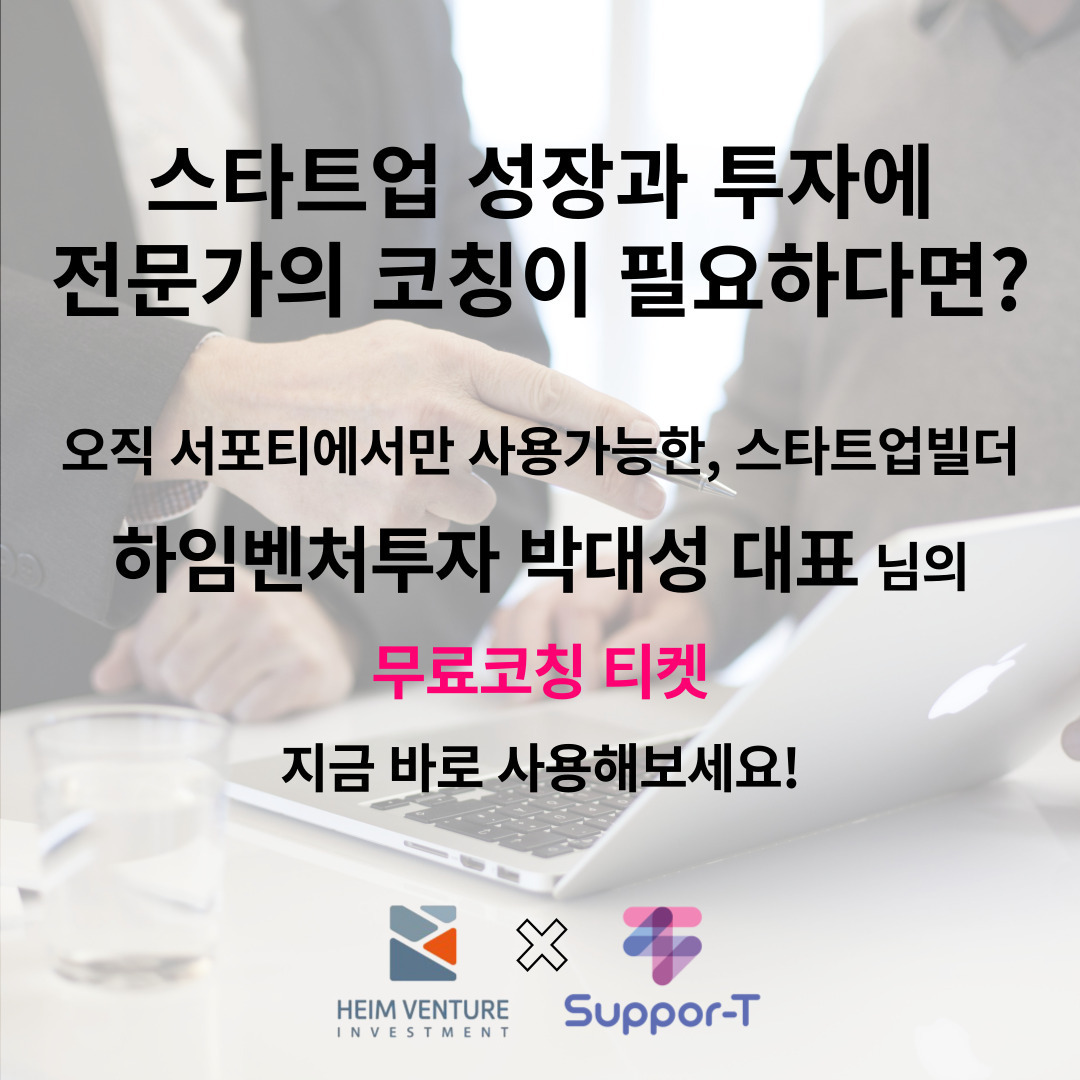 스타트업 성장과 투자에
전문가의 코칭이 필요하다면?
오직 서포티에서만 사용가능한, 스타트업빌더
하임벤처투자 박대성 대표 님의
무료코칭 티켓
지금 바로 사용해보세요!
HEIM VENTURE
INVESTMENT
Suppor-T